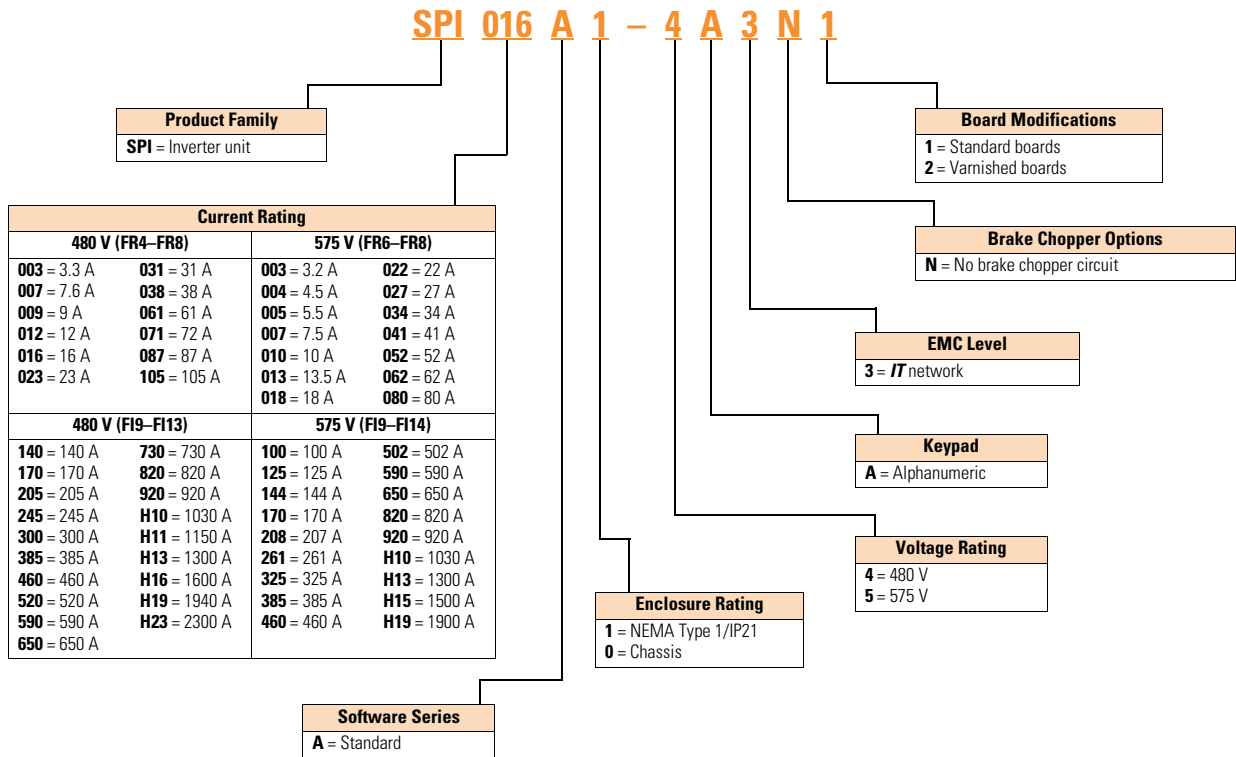 SPI 016 A 1 – 4 A 3 N 1
Product Family
SPI = Inverter unit
Board Modifications
1 = Standard boards
2 = Varnished boards
Current Rating
480 V (FR4–FR8) 575 V (FR6–FR8)
003 = 3.3 A 031 = 31 A 003 = 3.2 A 022 = 22 A
007 = 7.6 A 038 = 38 A 004 = 4.5 A 027 = 27 A
009 = 9 A 061 = 61 A 005 = 5.5 A 034 = 34 A
012 = 12 A 071 = 72 A 007 = 7.5 A 041 = 41 A
016 = 16 A 087 = 87 A 010 = 10 A 052 = 52 A
023 = 23 A 105 = 105 A 013 = 13.5 A 062 = 62 A
018 = 18 A 080 = 80 A
480 V (FI9–FI13) 575 V (FI9–FI14)
140 = 140 A 730 = 730 A 100 = 100 A 502 = 502 A
170 = 170 A 820 = 820 A 125 = 125 A 590 = 590 A
205 = 205 A 920 = 920 A 144 = 144 A 650 = 650 A
245 = 245 A H10 = 1030 A 170 = 170 A 820 = 820 A
300 = 300 A H11 = 1150 A 208 = 207 A 920 = 920 A
385 = 385 A H13 = 1300 A 261 = 261 A H10 = 1030 A
460 = 460 A H16 = 1600 A 325 = 325 A H13 = 1300 A
520 = 520 A H19 = 1940 A 385 = 385 A H15 = 1500 A
590 = 590 A H23 = 2300 A 460 = 460 A H19 = 1900 A
650 = 650 A
Brake Chopper Options
N = No brake chopper circuit
EMC Level
3 = IT network
Keypad
A = Alphanumeric
Voltage Rating
4 = 480 V
5 = 575 V
Enclosure Rating
1 = NEMA Type 1/IP21
0 = Chassis
Software Series
A = Standard